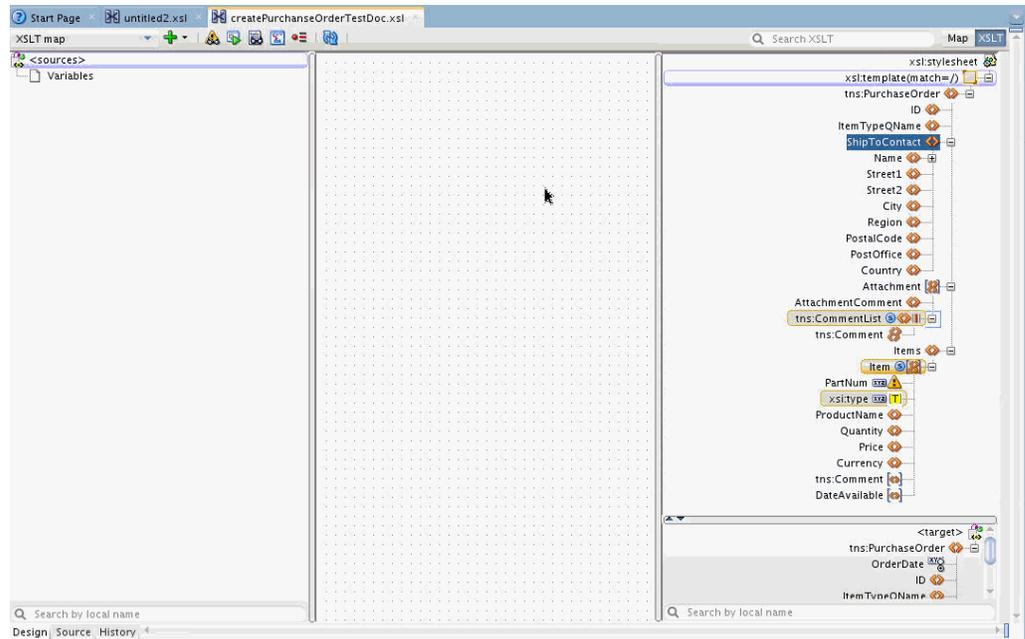 Start Page untitled2.xsl createPurchanseOrderTestDoc.xsl
XSLT map Search XSLT Map XSLT
<sources>
Variables
xsl:stylesheet
xsl:template(match=/)
tns:PurchaseOrder
ID
ItemTypeQName
ShipToContact
Name
Street1
Street2
City
Region
PostalCode
PostOffice
Country
Attachment
AttachmentComment
tns:CommentList
tns:Comment
Items
Item
PartNum
xsi:type
ProductName
Quantity
Price
Currency
tns:Comment
DateAvailable
<target>
tns:PurchaseOrder
OrderDate
ID
ItemTypeQName
Search by local name Search by local name
Design Source History